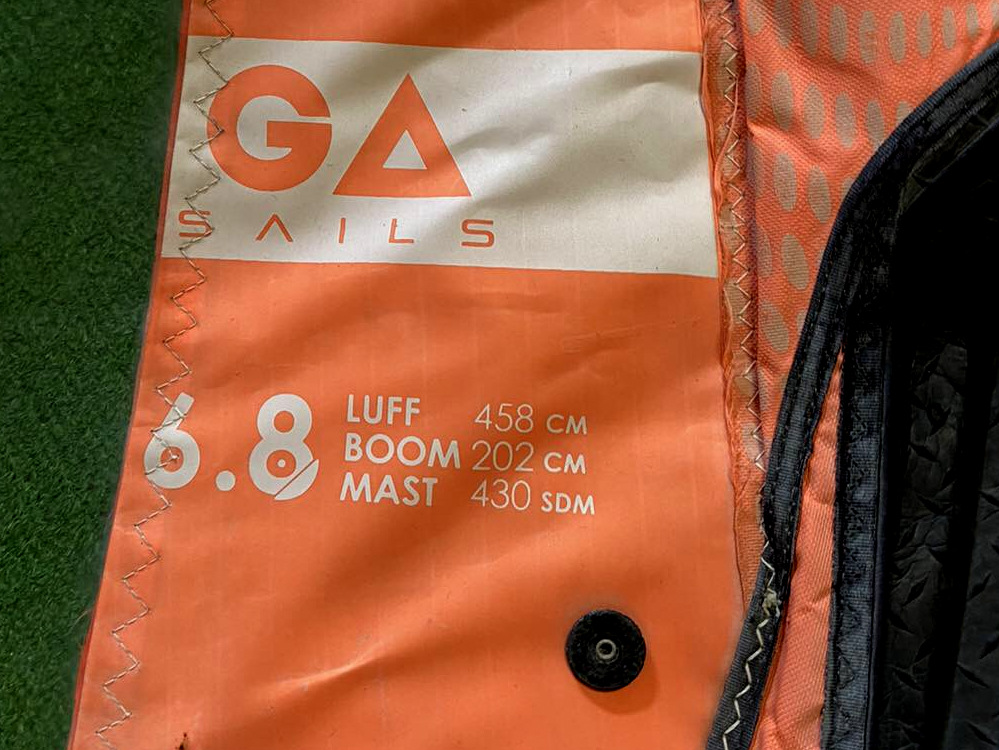 GA
SAILS
6.8
LUFF 458 CM
BOOM 202 CM
MAST 430 SDM